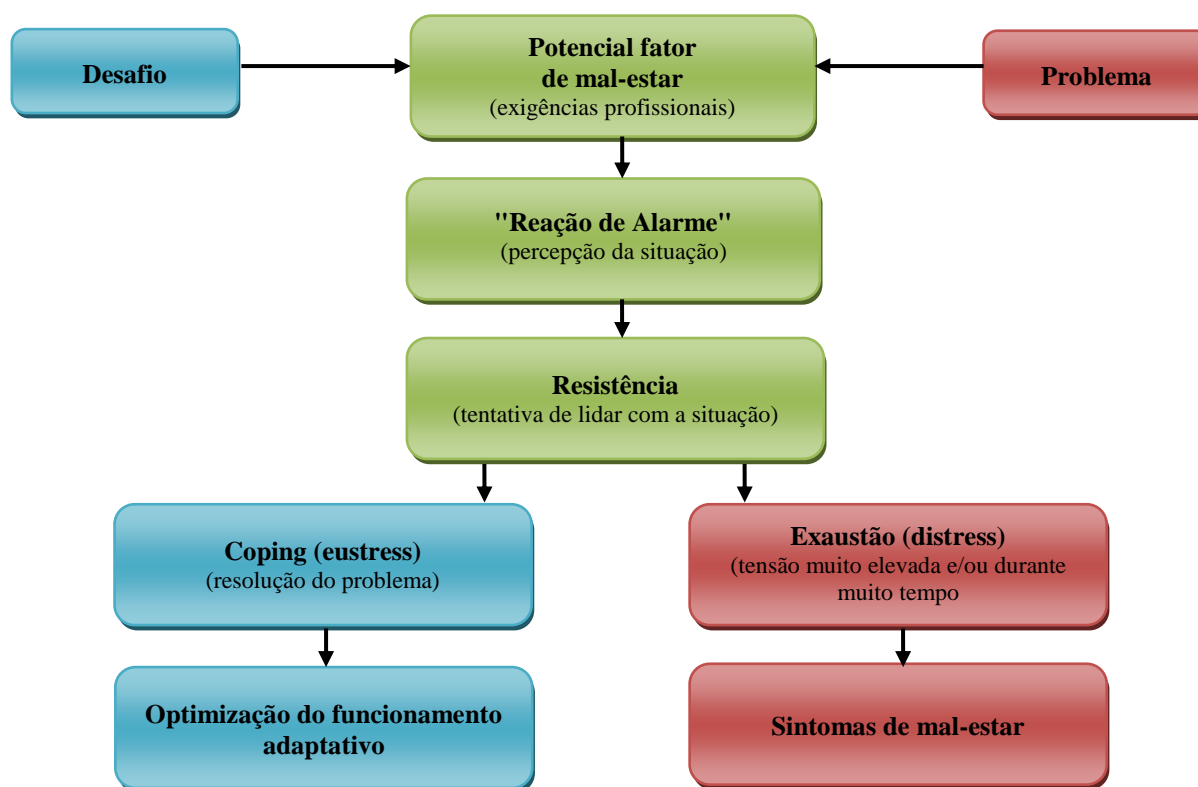 Desafio
Potencial fator
de mal-estar
(exigências profissionais)
Problema
"Reação de Alarme"
(percepção da situação)
Resistência
(tentativa de lidar com a situação)
Coping (eustress)
(resolução do problema)
Exaustão (distress)
(tensão muito elevada e/ou durante
muito tempo
Optimização do funcionamento
adaptativo
Sintomas de mal-estar